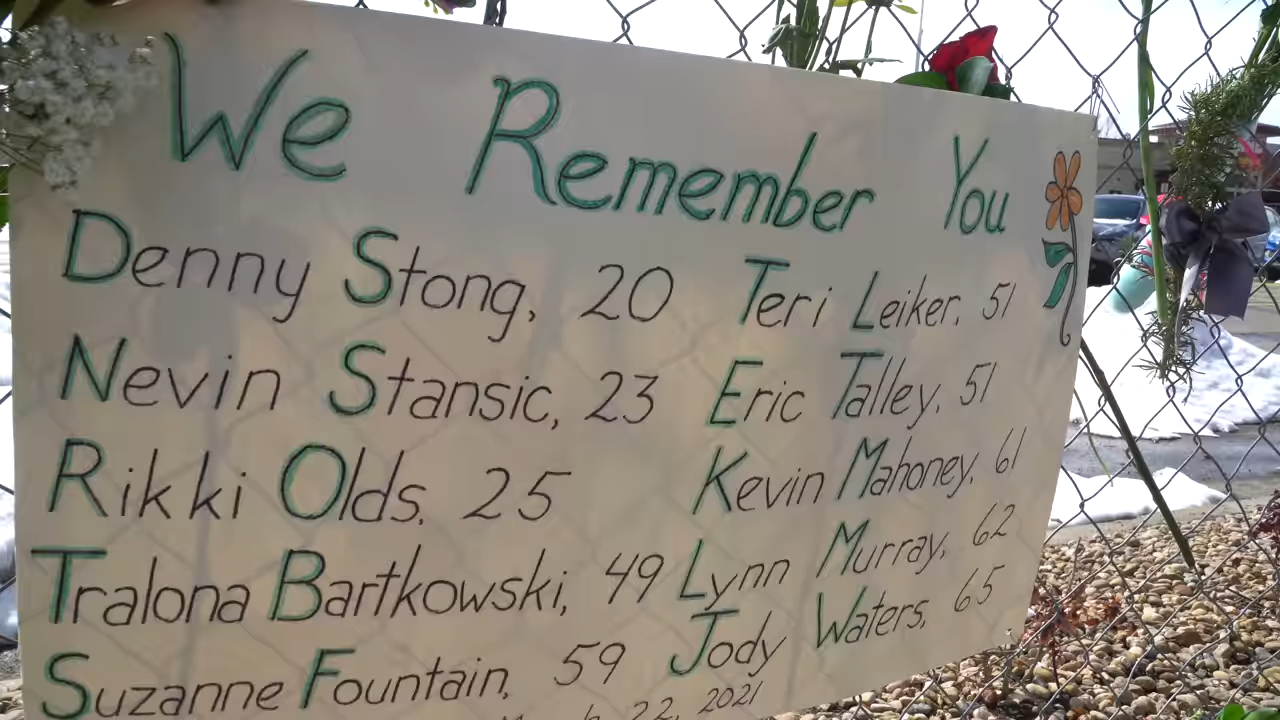 We Remember You
Denny Stong, 20 Teri Leiker, 51
Nevin Stansic, 23 Eric Talley, 51
Rikki Olds, 25 Kevin Mahoney, 61
Tralona Bartkowski, 49 Lynn Murray, 62
Suzanne Fountain, 59 Jody Waters, 65
22, 2021